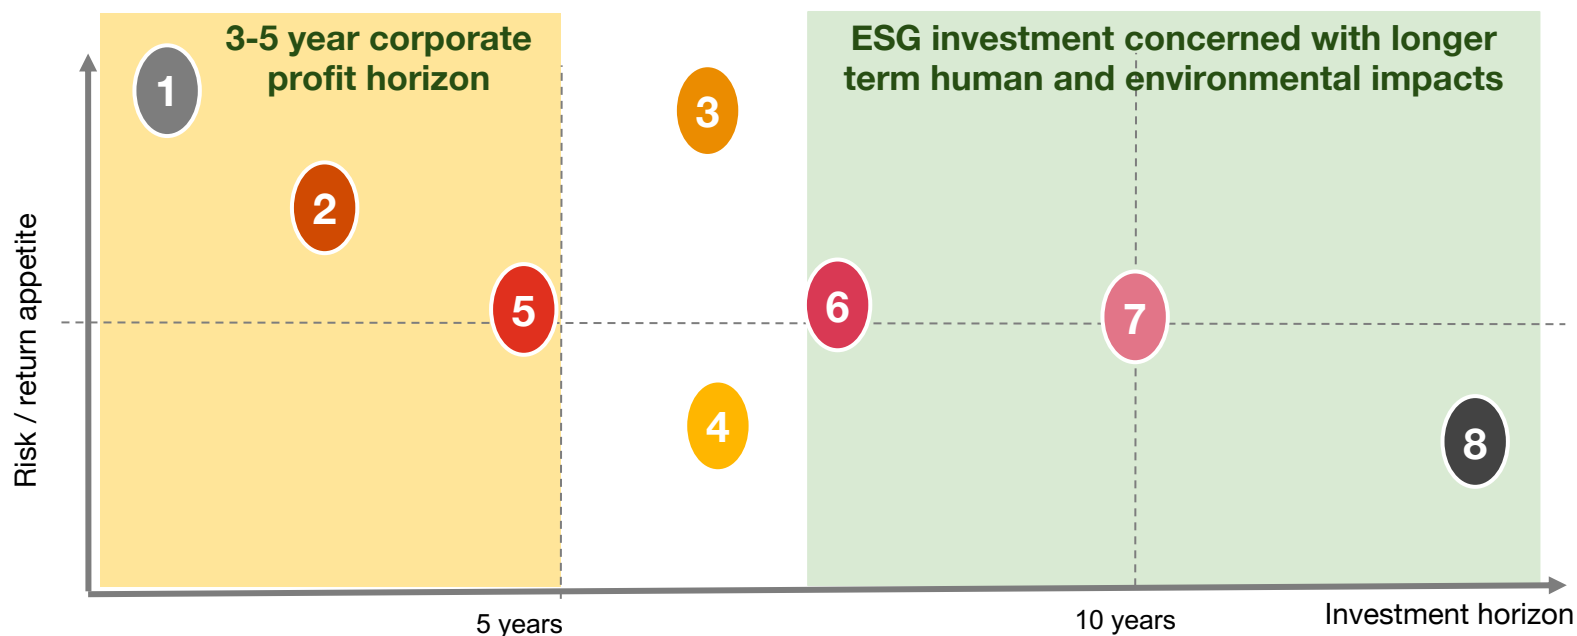 3-5 year corporate
profit horizon
ESG investment concerned with longer
term human and environmental impacts
1
3
2
5
6
7
4
8
Risk / return appetite
5 years
10 years
Investment horizon